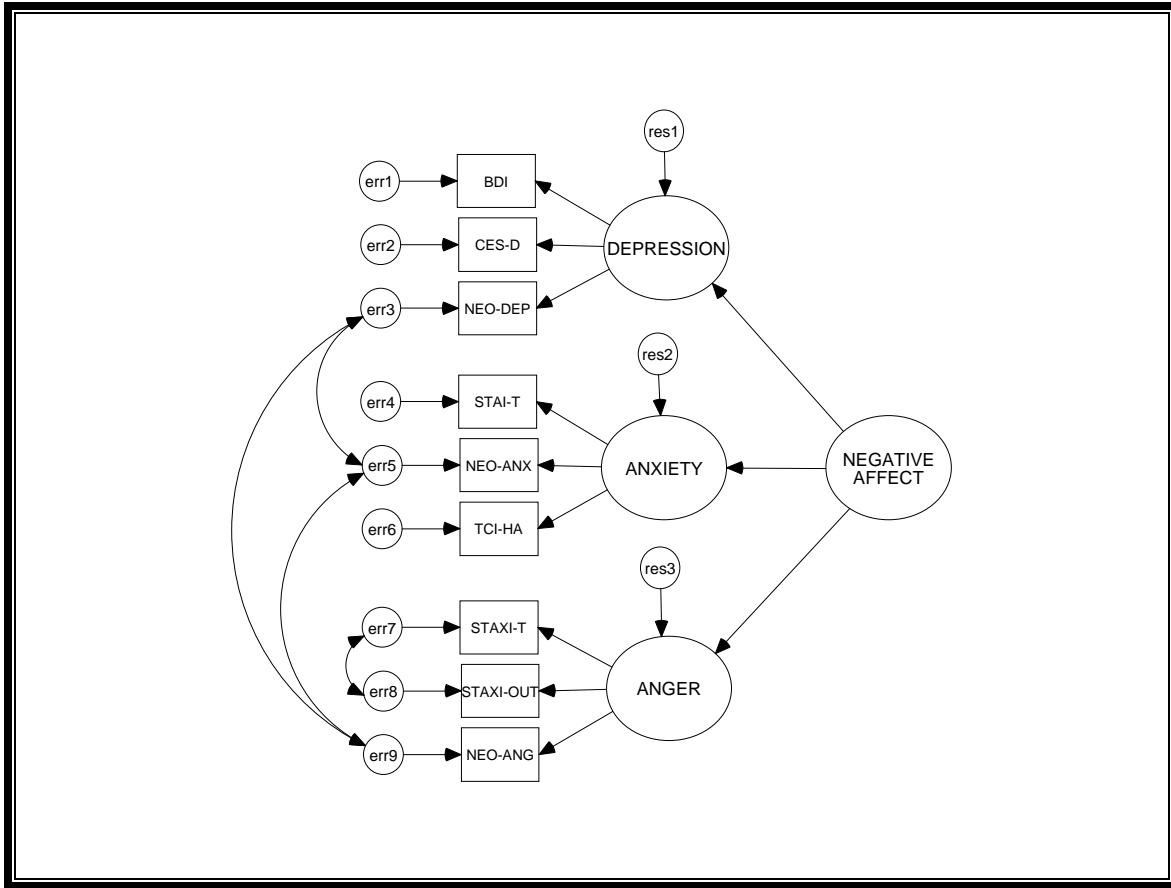 res1
err1
BDI
err2
CES-D
DEPRESSION
err3
NEO-DEP
res2
err4
STAI-T
err5
NEO-ANX
ANXIETY
NEGATIVE
AFFECT
err6
TCI-HA
res3
err7
STAXI-T
err8
STAXI-OUT
ANGER
err9
NEO-ANG